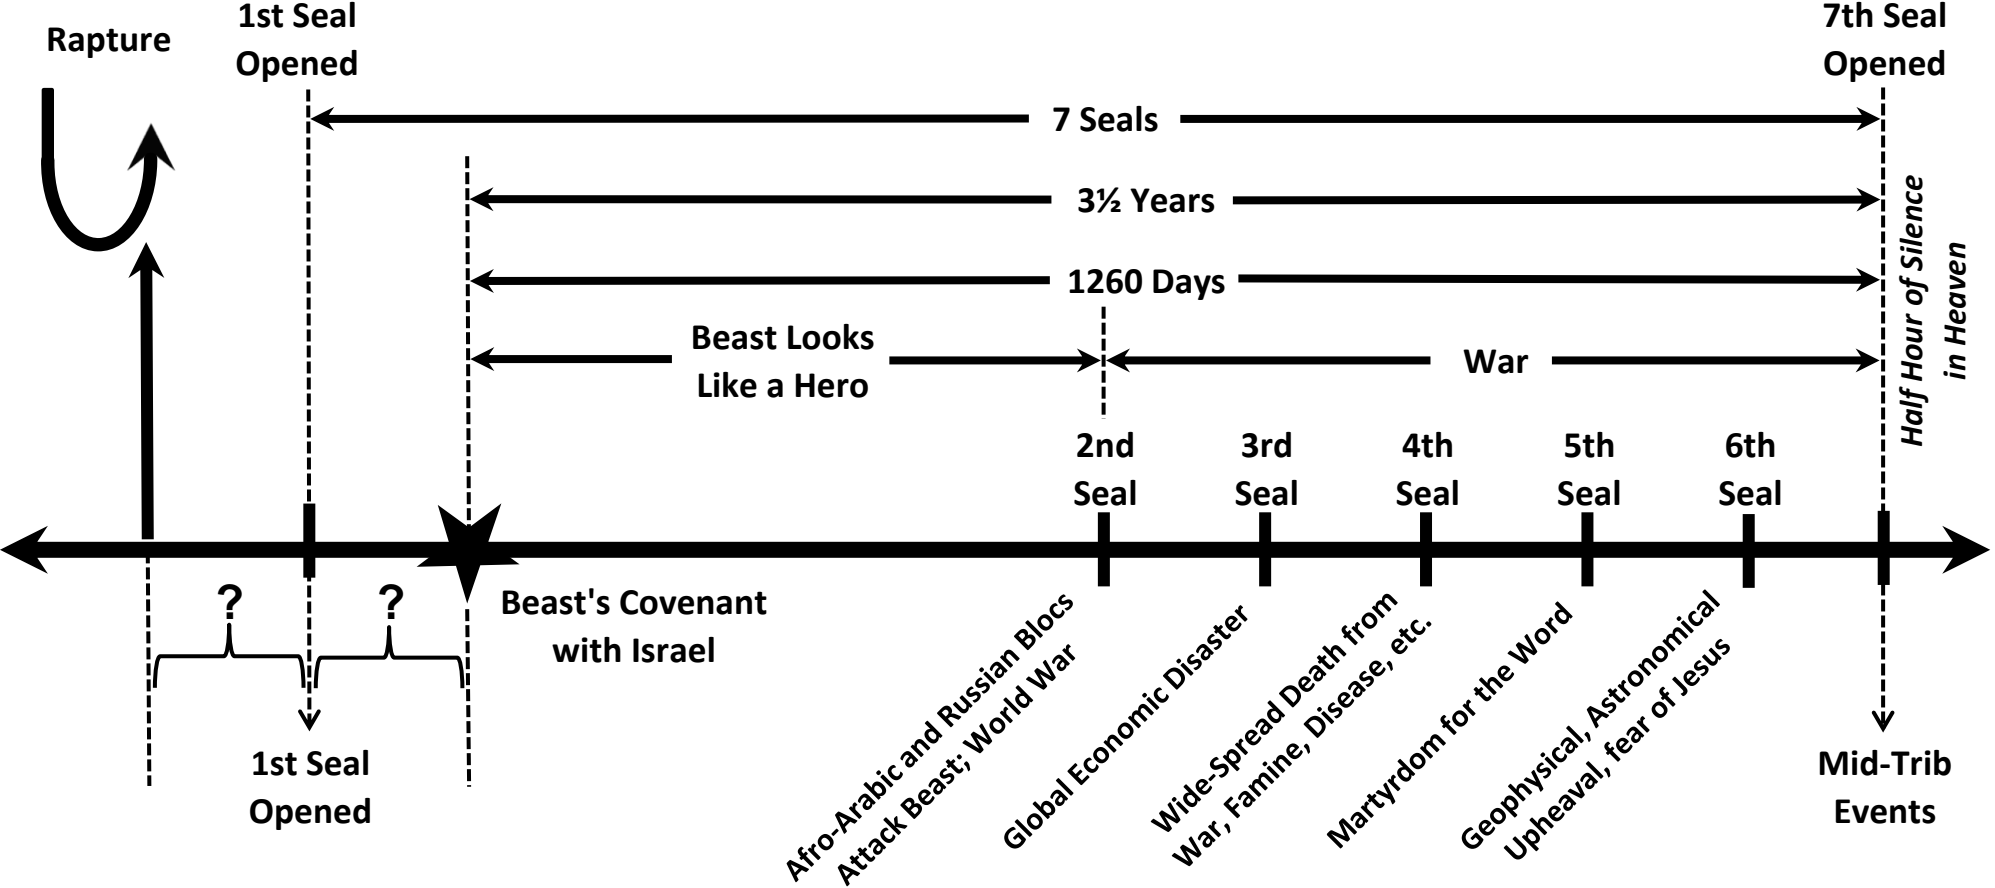 Rapture
1st Seal
Opened
7th Seal
Opened
7 Seals
3½ Years
1260 Days
Beast Looks
Like a Hero
War
Half Hour of Silence
in Heaven
2nd
Seal
3rd
Seal
4th
Seal
5th
Seal
6th
Seal
?
?
Beast's Covenant
with Israel
1st Seal
Opened
Afro-Arabic and Russian Blocs
Attack Beast; World War
Global Economic Disaster
Wide-Spread Death from
War, Famine, Disease, etc.
Martyrdom for the Word
Geophysical, Astronomical
Upheaval, fear of Jesus
Mid-Trib
Events